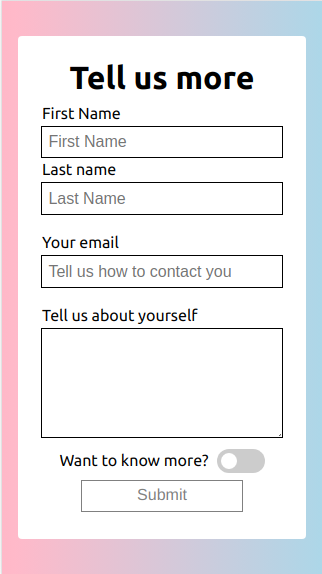 Tell us more
First Name
First Name
Last name
Last Name
Your email
Tell us how to contact you
Tell us about yourself
Want to know more?
Submit